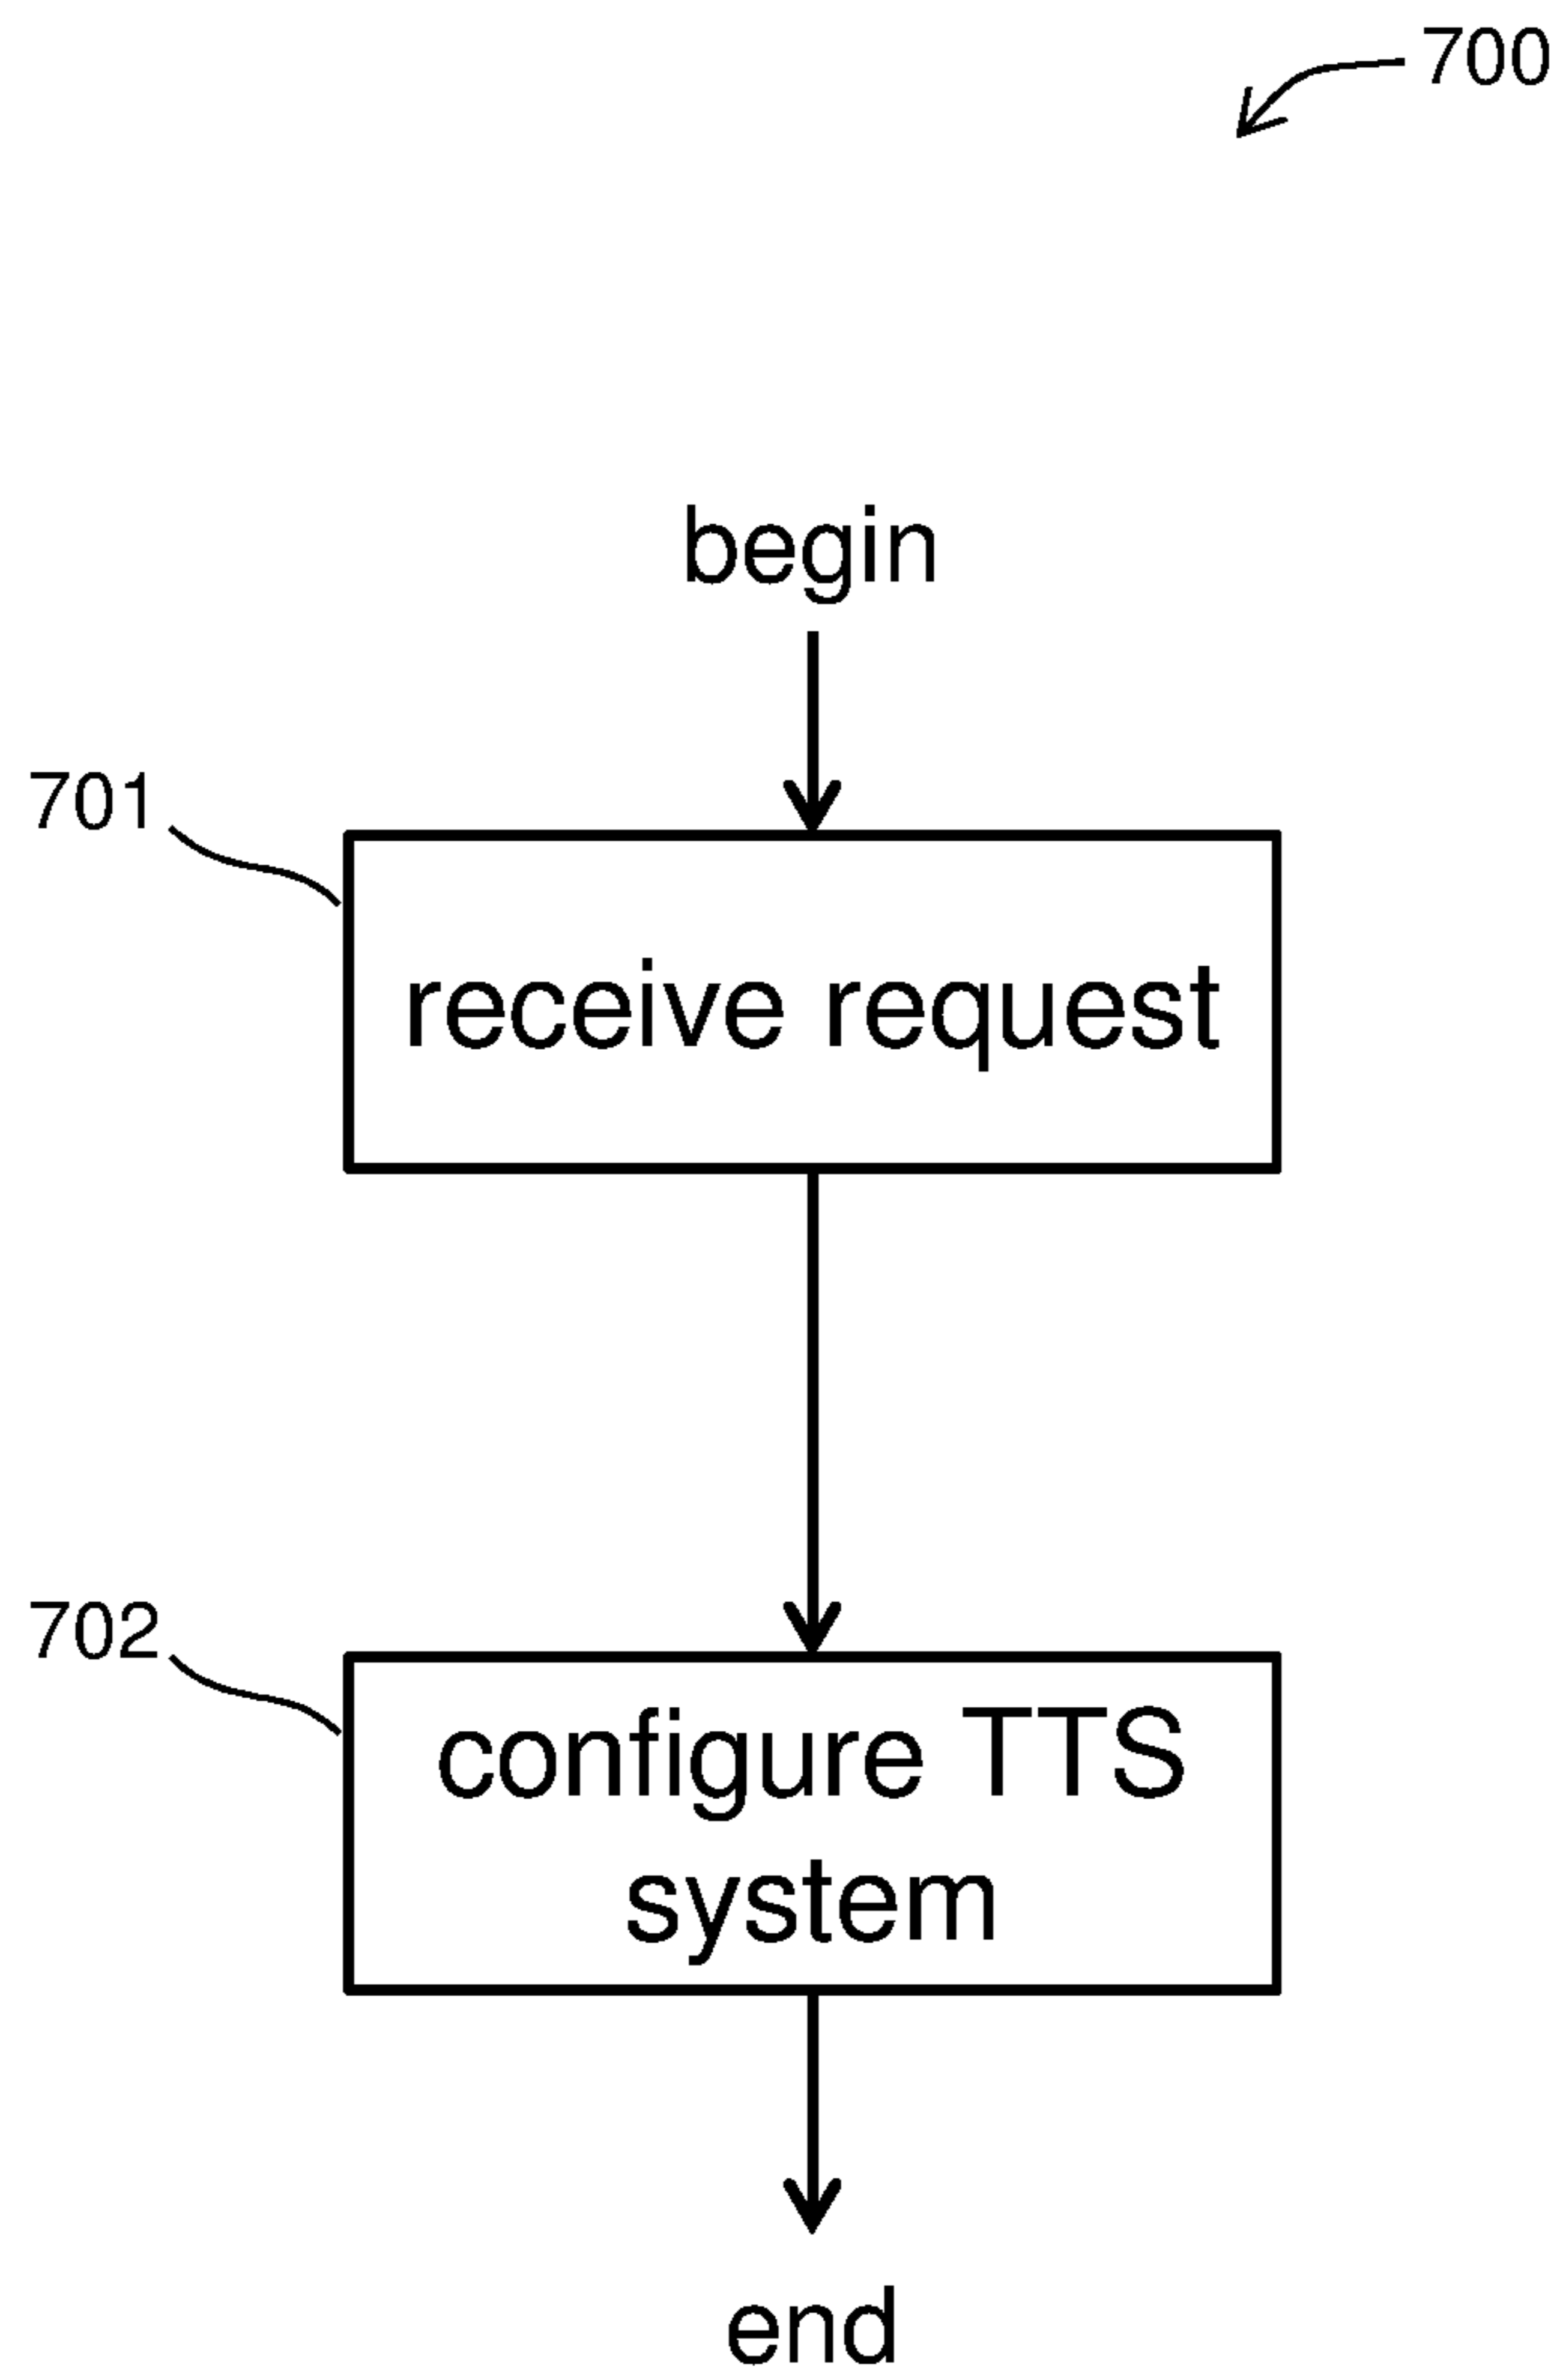 700
begin
701
receive request
702
configure TTS
system
end